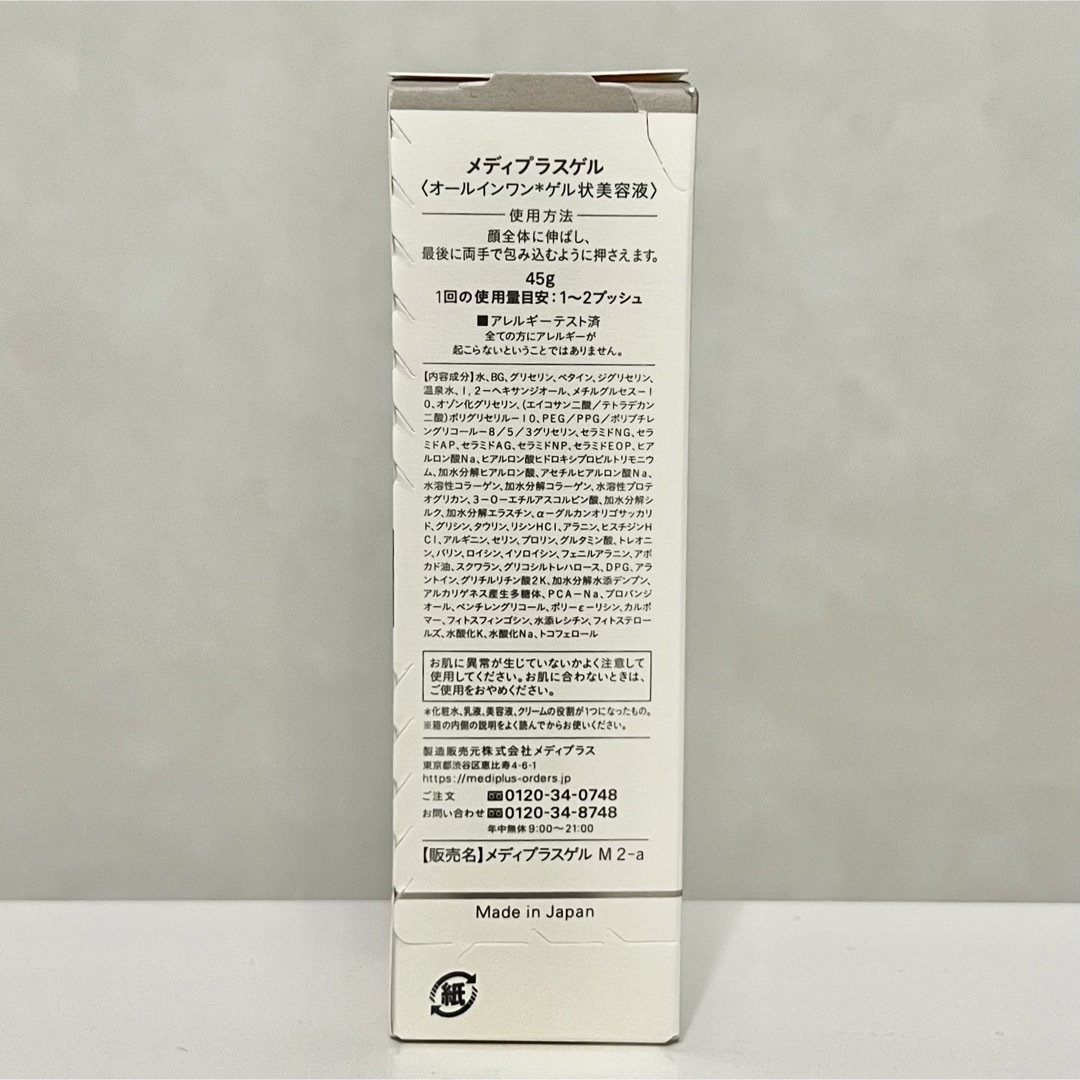 メディプラスゲル
〈オールインワン*ゲル状美容液〉
使用方法
顔全体に伸ばし、
最後に両手で包み込むように押さえます。
45g
1回の使用量目安：1〜2プッシュ
■アレルギーテスト済
全ての方にアレルギーが
起こらないということではありません。
【内容成分】水、BG、グリセリン、ベタイン、ジグリセリン、
温泉水、1，2－ヘキサンジオール、メチルグルセス－1
0、オゾン化グリセリン、（エイコサン二酸／テトラデカン
二酸）ポリグリセリル－10、PEG／PPG／ポリブチレ
ングリコール－8／5／3グリセリン、セラミドNG、セラ
ミドAP、セラミドAG、セラミドNP、セラミドEOP、ヒア
ルロン酸Na、ヒアルロン酸ヒドロキシプロピルトリモニウ
ム、加水分解ヒアルロン酸、アセチルヒアルロン酸Na、
水溶性コラーゲン、加水分解コラーゲン、水溶性プロテ
オグリカン、3－O－エチルアスコルビン酸、加水分解シ
ルク、加水分解エラスチン、α－グルカンオリゴサッカリ
ド、グリシン、タウリン、リシンHCl、アラニン、ヒスチジンH
Cl、アルギニン、セリン、プロリン、グルタミン酸、トレオニ
ン、バリン、ロイシン、イソロイシン、フェニルアラニン、アボ
カド油、スクワラン、グリコシルトレハロース、DPG、アラ
ントイン、グリチルリチン酸2K、加水分解水添デンプン、
アルカリゲネス産生多糖体、PCA－Na、プロパンジ
オール、ペンチレングリコール、ポリ－ε－リシン、カルボ
マー、フィトスフィンゴシン、水添レシチン、フィトステロー
ルズ、水酸化K、水酸化Na、トコフェロール
お肌に異常が生じていないかよく注意して
使用してください。お肌に合わないときは、
ご使用をおやめください。
*化粧水、乳液、美容液、クリームの役割が1つになったもの。
※箱の内側の説明をよく読んでからお使いください。
製造販売元株式会社メディプラス
東京都渋谷区恵比寿4-6-1
https://mediplus-orders.jp
ご注文 0120-34-0748
お問い合わせ 0120-34-8748
年中無休9:00〜21:00
【販売名】メディプラスゲル M 2-a
Made in Japan
紙